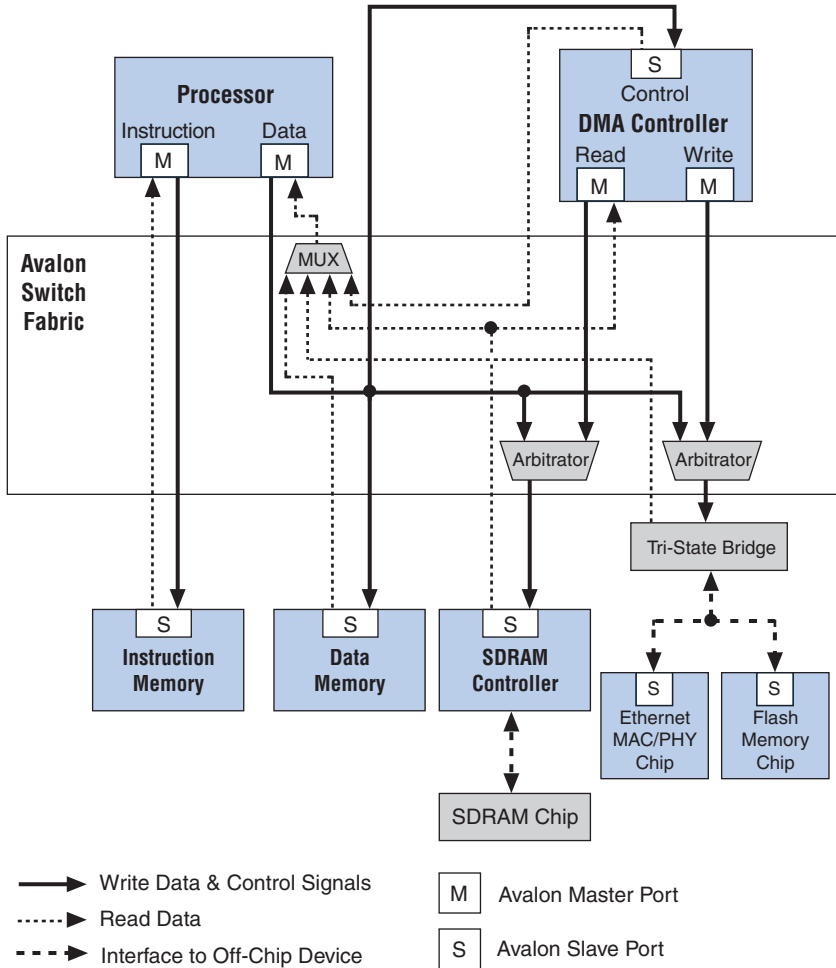 S
Control
DMA Controller
Read
Write
M
M
Processor
Instruction
Data
M
M
Avalon
Switch
Fabric
MUX
Arbitrator
Arbitrator
Tri-State Bridge
S
Instruction
Memory
S
Data
Memory
S
SDRAM
Controller
S
Ethernet
MAC/PHY
Chip
S
Flash
Memory
Chip
SDRAM Chip
Write Data & Control Signals
Read Data
Interface to Off-Chip Device
M
Avalon Master Port
S
Avalon Slave Port